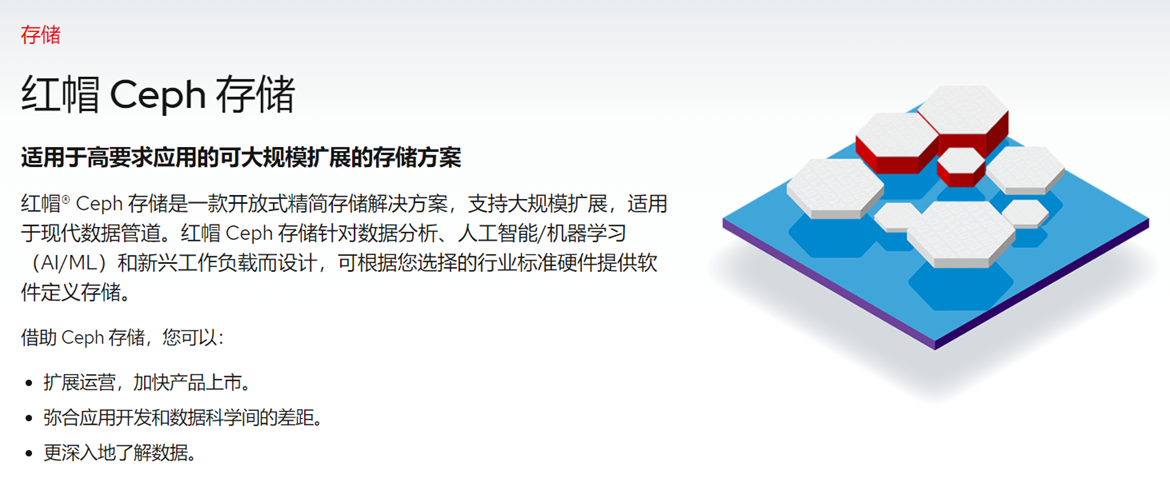 存储
红帽 Ceph 存储
适用于高要求应用的可大规模扩展的存储方案
红帽® Ceph 存储是一款开放式精简存储解决方案，支持大规模扩展，适用
于现代数据管道。红帽 Ceph 存储针对数据分析、人工智能/机器学习
（AI/ML）和新兴工作负载而设计，可根据您选择的行业标准硬件提供软
件定义存储。
借助 Ceph 存储，您可以：
• 扩展运营，加快产品上市。
• 弥合应用开发和数据科学间的差距。
• 更深入地了解数据。